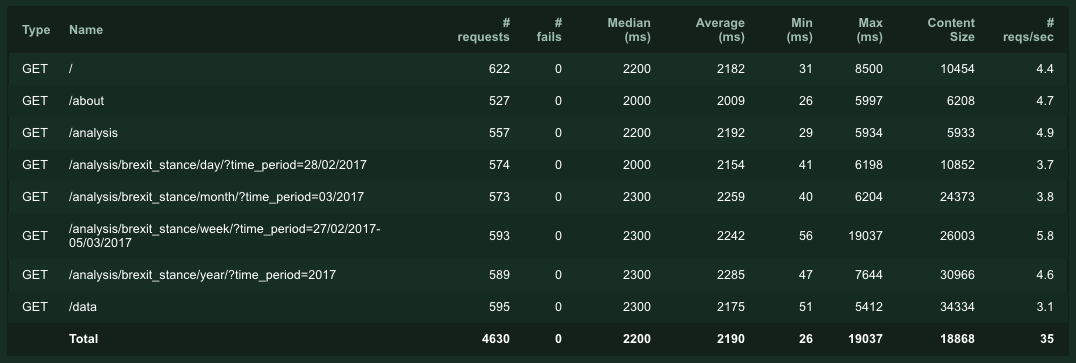 Type Name # requests # fails Median (ms) Average (ms) Min (ms) Max (ms) Content Size # reqs/sec
GET / 622 0 2200 2182 31 8500 10454 4.4
GET /about 527 0 2000 2009 26 5997 6208 4.7
GET /analysis 557 0 2200 2192 29 5934 5933 4.9
GET /analysis/brexit_stance/day/?time_period=28/02/2017 574 0 2000 2154 41 6198 10852 3.7
GET /analysis/brexit_stance/month/?time_period=03/2017 573 0 2300 2259 40 6204 24373 3.8
GET /analysis/brexit_stance/week/?time_period=27/02/2017-
05/03/2017 593 0 2300 2242 56 19037 26003 5.8
GET /analysis/brexit_stance/year/?time_period=2017 589 0 2300 2285 47 7644 30966 4.6
GET /data 595 0 2300 2175 51 5412 34334 3.1
Total 4630 0 2200 2190 26 19037 18868 35